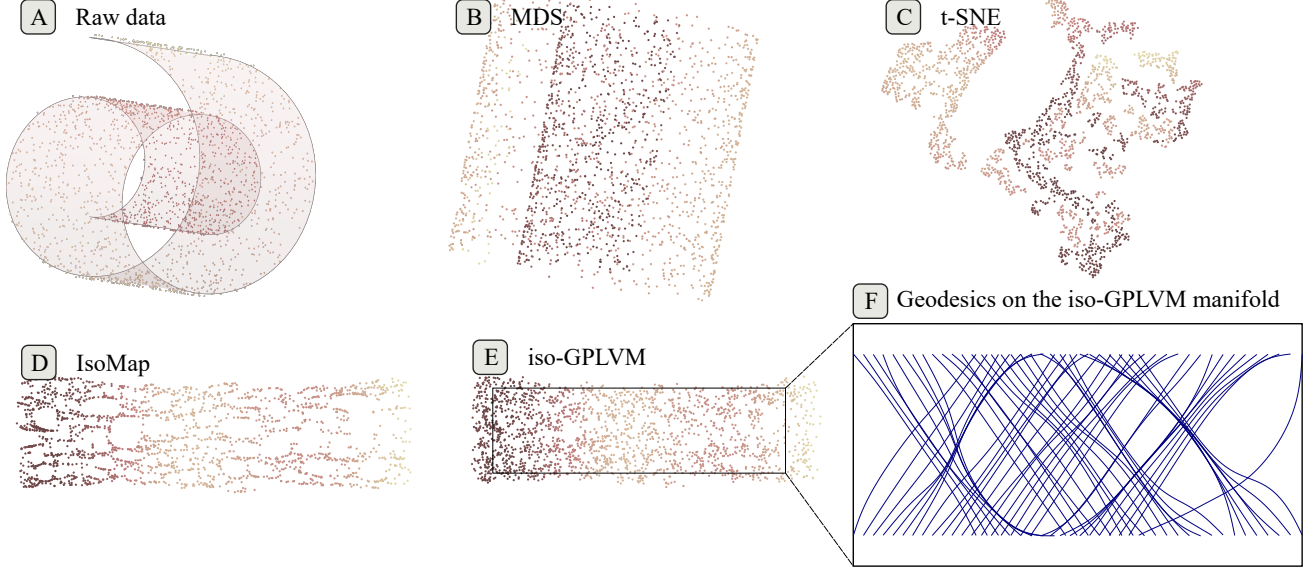 A Raw data
B MDS
C t-SNE
D IsoMap
E iso-GPLVM
F Geodesics on the iso-GPLVM manifold